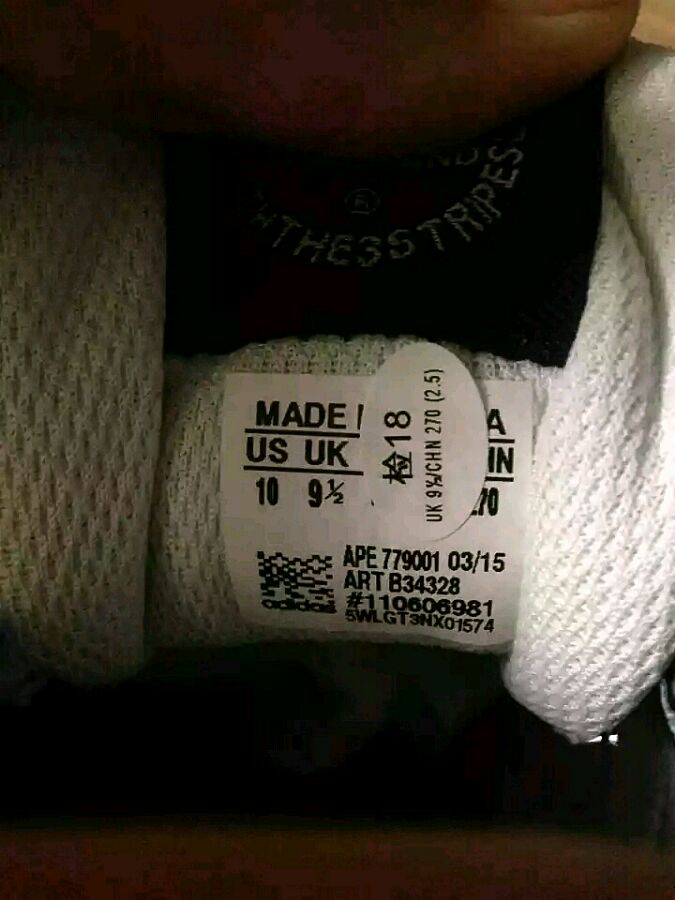 THE 3 STRIPES
MADE I
A
US UK
IN
10 9½
70
检18
UK 9½/CHN 270 (2.5)
APE 779001 03/15
ART B34328
#110606981
5WLGT3NX01574
adidas